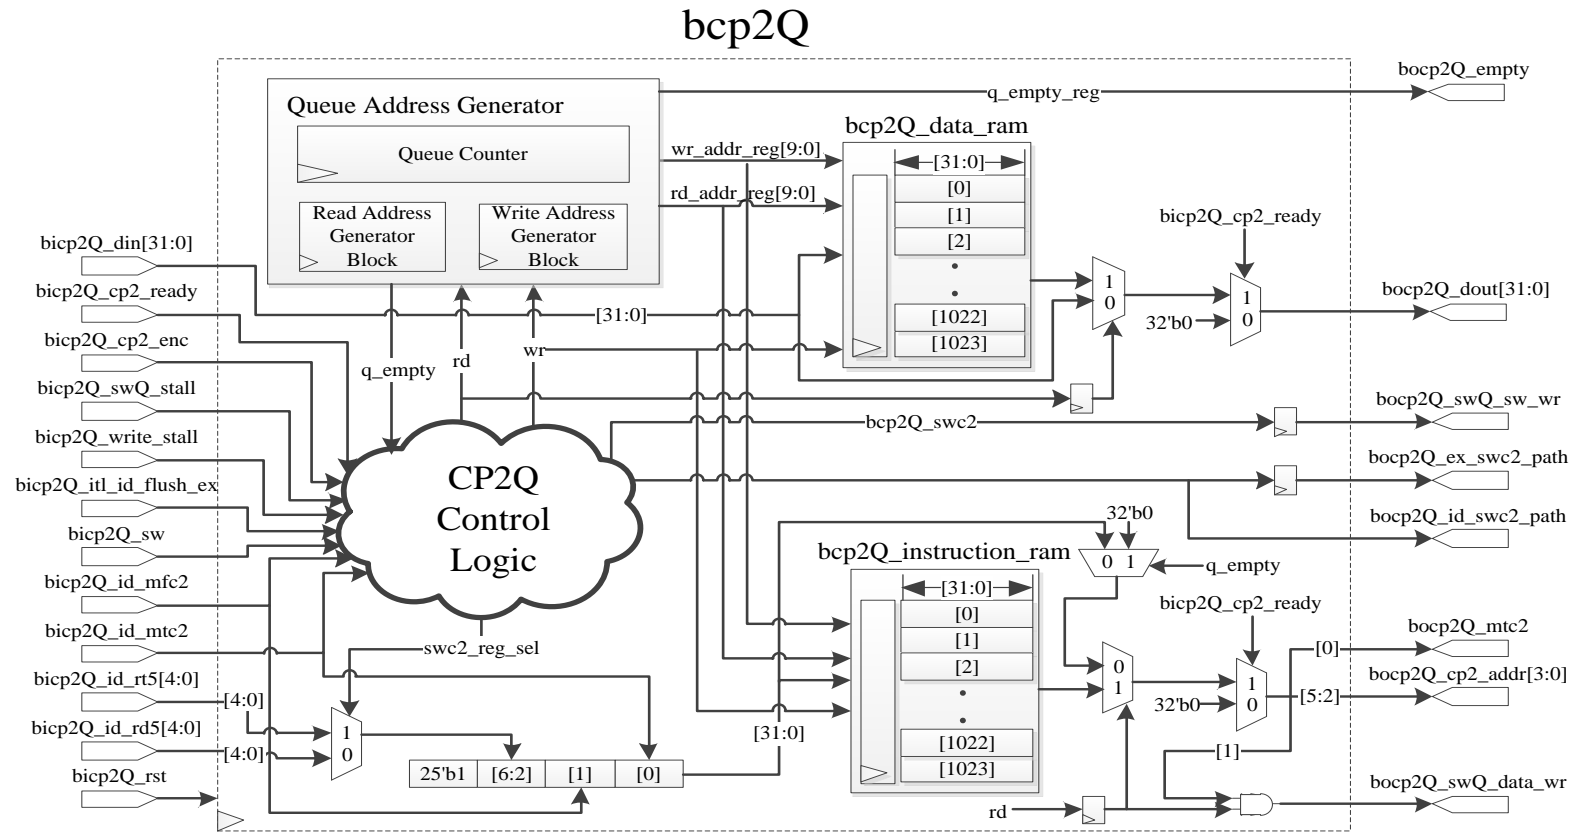 bcp2Q
bocp2Q_empty
Queue Address Generator
q_empty_reg
Queue Counter
bcp2Q_data_ram
wr_addr_reg[9:0]
[31:0]
[0]
rd_addr_reg[9:0]
[1]
[2]
Read Address
Generator
Block
Write Address
Generator
Block
bicp2Q_cp2_ready
bicp2Q_din[31:0]
bicp2Q_cp2_ready
bicp2Q_cp2_enc
bicp2Q_swQ_stall
bicp2Q_write_stall
bicp2Q_itl_id_flush_ex
bicp2Q_sw
bicp2Q_id_mfc2
bicp2Q_id_mtc2
bicp2Q_id_rt5[4:0]
bicp2Q_id_rd5[4:0]
bicp2Q_rst
[31:0]
[1022]
[1023]
1
0
32'b0
1
0
bocp2Q_dout[31:0]
q_empty
rd
wr
bcp2Q_swc2
bocp2Q_swQ_sw_wr
bocp2Q_ex_swc2_path
bocp2Q_id_swc2_path
CP2Q
Control
Logic
32'b0
0 1
q_empty
bcp2Q_instruction_ram
[31:0]
[0]
[1]
[2]
[1022]
[1023]
bicp2Q_cp2_ready
0
1
32'b0
1
0
[0]
bocp2Q_mtc2
[5:2]
bocp2Q_cp2_addr[3:0]
[1]
bocp2Q_swQ_data_wr
swc2_reg_sel
[4:0]
[4:0]
1
0
25'b1
[6:2]
[1]
[0]
[31:0]
rd